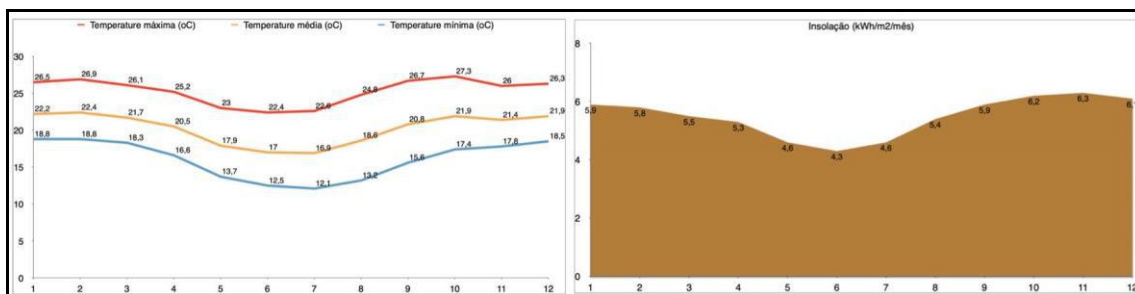 Temperature máxima (oC) Temperature média (oC) Temperatura mínima (oC)
30
25
20
15
10
5
0
26,5 26,9 26,1 25,2 23 22,4 22,6 24,8 26,7 27,3 26 26,3
22,2 22,4 21,7 20,5 17,9 17 16,9 18,6 20,8 21,9 21,4 21,9
18,8 18,8 18,3 16,6 13,7 12,5 12,1 13,2 15,6 17,4 17,8 18,5
1 2 3 4 5 6 7 8 9 10 11 12
Insolação (kWh/m2/mês)
8
6
4
2
0
5,9 5,8 5,5 5,3 4,6 4,3 4,6 5,4 5,9 6,2 6,3 6,
1 2 3 4 5 6 7 8 9 10 11 12